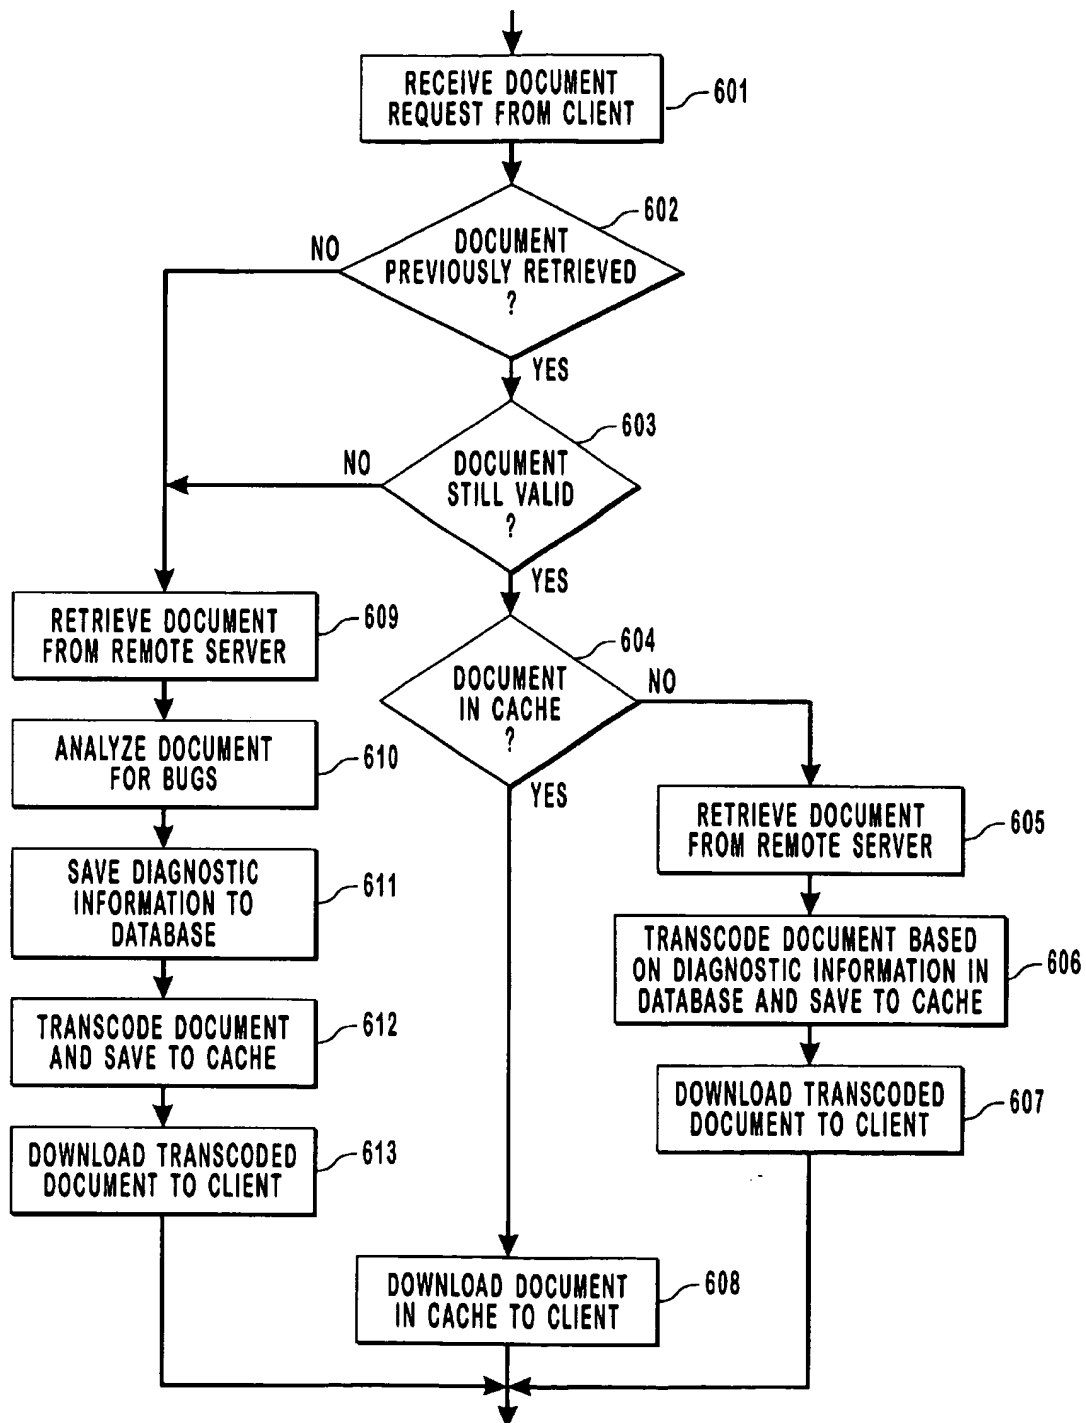 RECEIVE DOCUMENT
REQUEST FROM CLIENT
601
602
DOCUMENT
PREVIOUSLY RETRIEVED
?
NO
YES
603
DOCUMENT
STILL VALID
?
NO
YES
604
DOCUMENT
IN CACHE
?
NO
YES
RETRIEVE DOCUMENT
FROM REMOTE SERVER
609
ANALYZE DOCUMENT
FOR BUGS
610
SAVE DIAGNOSTIC
INFORMATION TO
DATABASE
611
TRANSCODE DOCUMENT
AND SAVE TO CACHE
612
DOWNLOAD TRANSCODED
DOCUMENT TO CLIENT
613
RETRIEVE DOCUMENT
FROM REMOTE SERVER
605
TRANSCODE DOCUMENT BASED
ON DIAGNOSTIC INFORMATION IN
DATABASE AND SAVE TO CACHE
606
DOWNLOAD TRANSCODED
DOCUMENT TO CLIENT
607
DOWNLOAD DOCUMENT
IN CACHE TO CLIENT
608